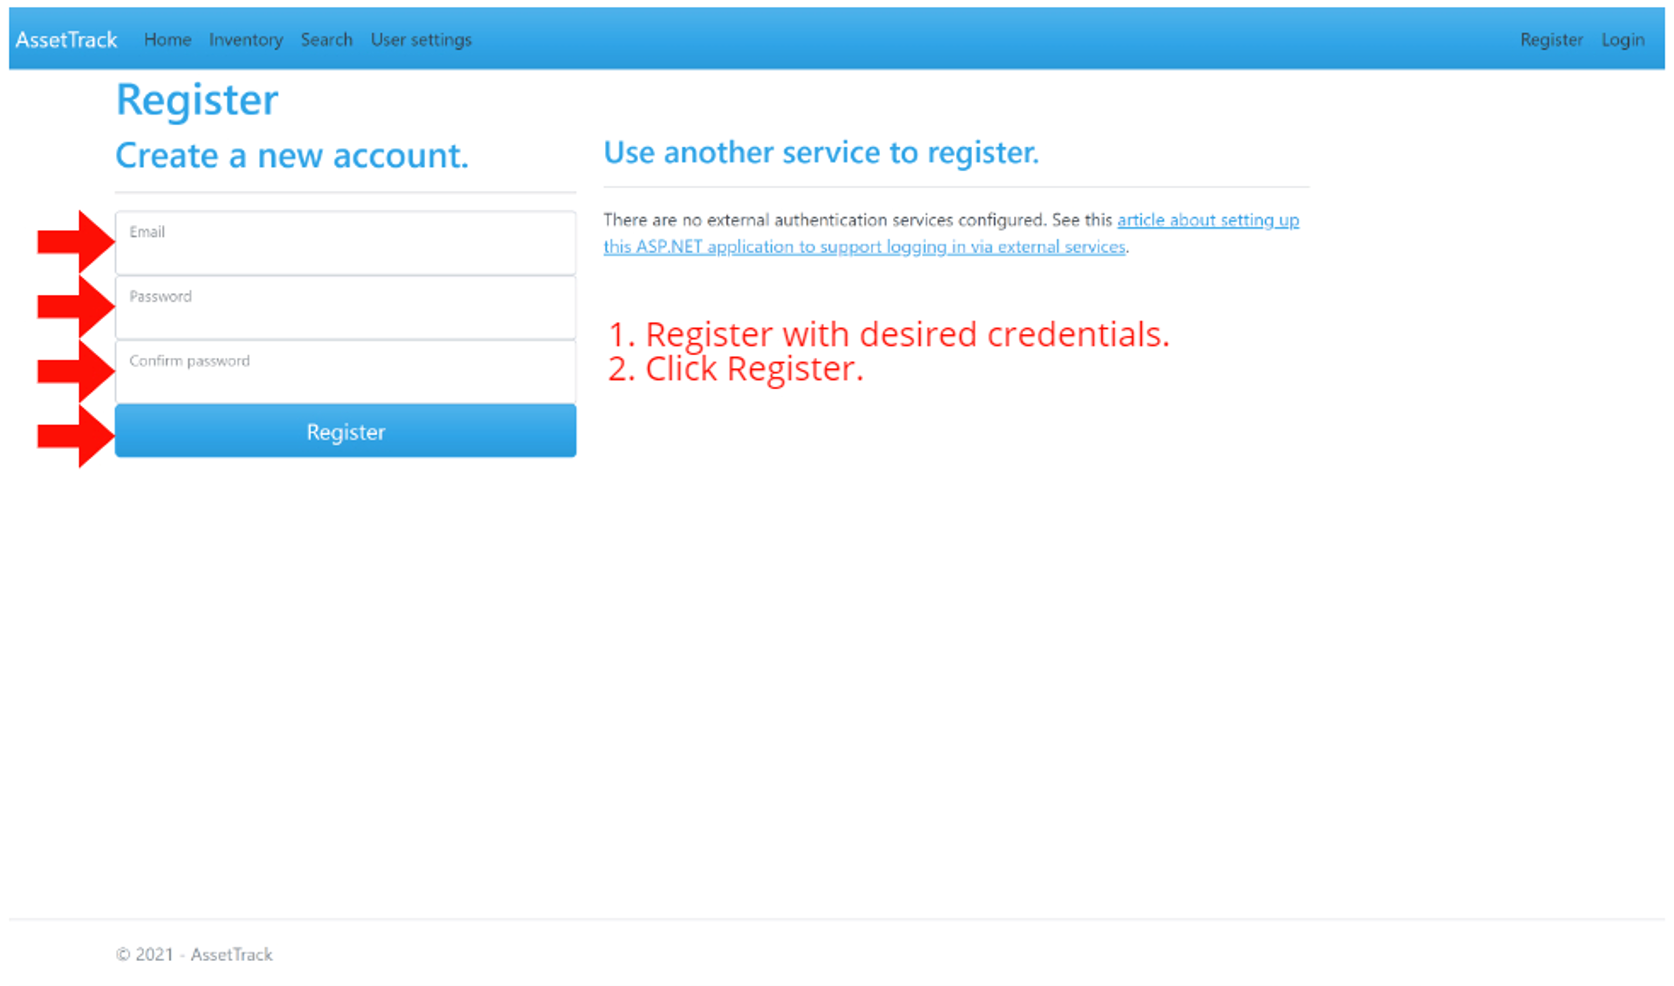 AssetTrack Home Inventory Search User settings Register Login
Register
Create a new account.
Email
Password
Confirm password
Register
Use another service to register.
There are no external authentication services configured. See this article about setting up
this ASP.NET application to support logging in via external services.
1. Register with desired credentials.
2. Click Register.
© 2021 - AssetTrack